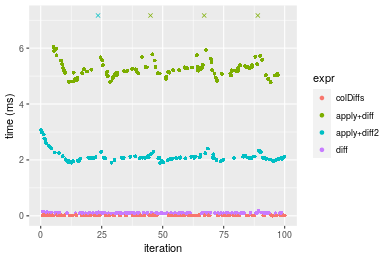 time (ms)
6
4
2
0
0
25
50
75
100
iteration
expr
colDiffs
apply+diff
apply+diff2
diff